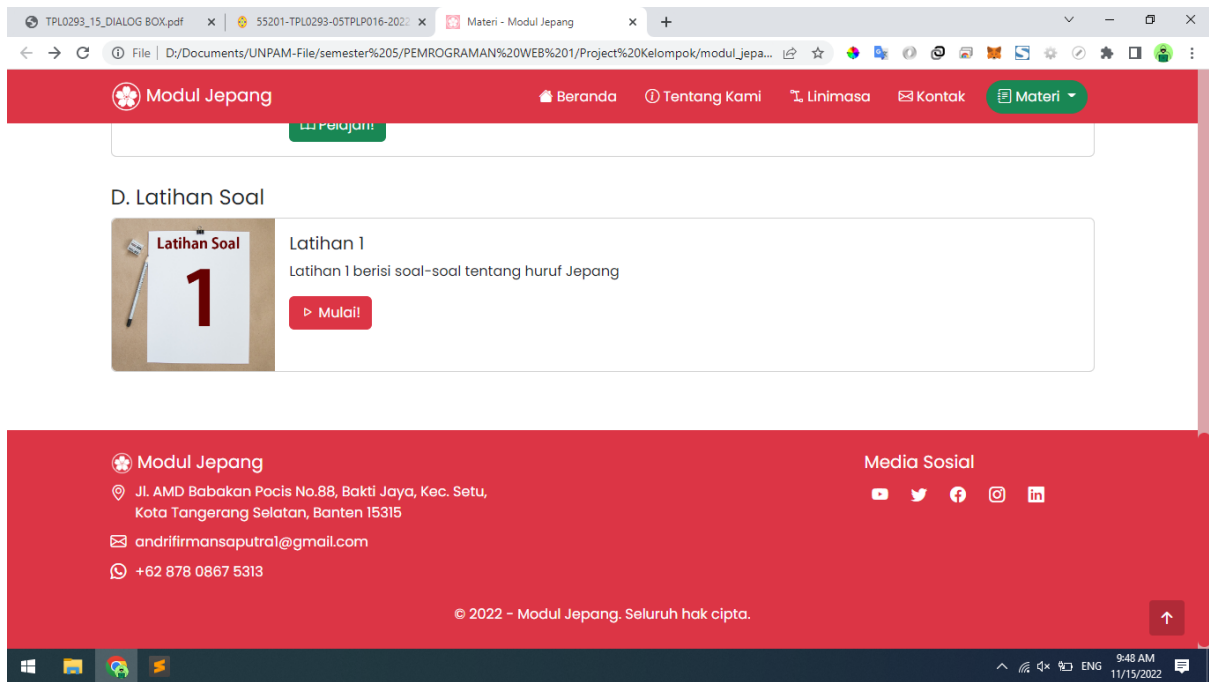 TPL0293_15_DIALOG BOX.pdf
55201-TPL0293-05TPLP016-2022
Materi - Modul Jepang
File | D:/Documents/UNPAM-File/semester%205/PEMROGRAMAN%20WEB%201/Project%20Kelompok/modul_jepa...
Modul Jepang
Beranda
Tentang Kami
Linimasa
Kontak
Materi
Pelajari!
D. Latihan Soal
Latihan Soal
1
Latihan 1
Latihan 1 berisi soal-soal tentang huruf Jepang
Mulai!
Modul Jepang
Jl. AMD Babakan Pocis No.88, Bakti Jaya, Kec. Setu,
Kota Tangerang Selatan, Banten 15315
andrifirmansaputra1@gmail.com
+62 878 0867 5313
Media Sosial
© 2022 - Modul Jepang. Seluruh hak cipta.
ENG
9:48 AM
11/15/2022